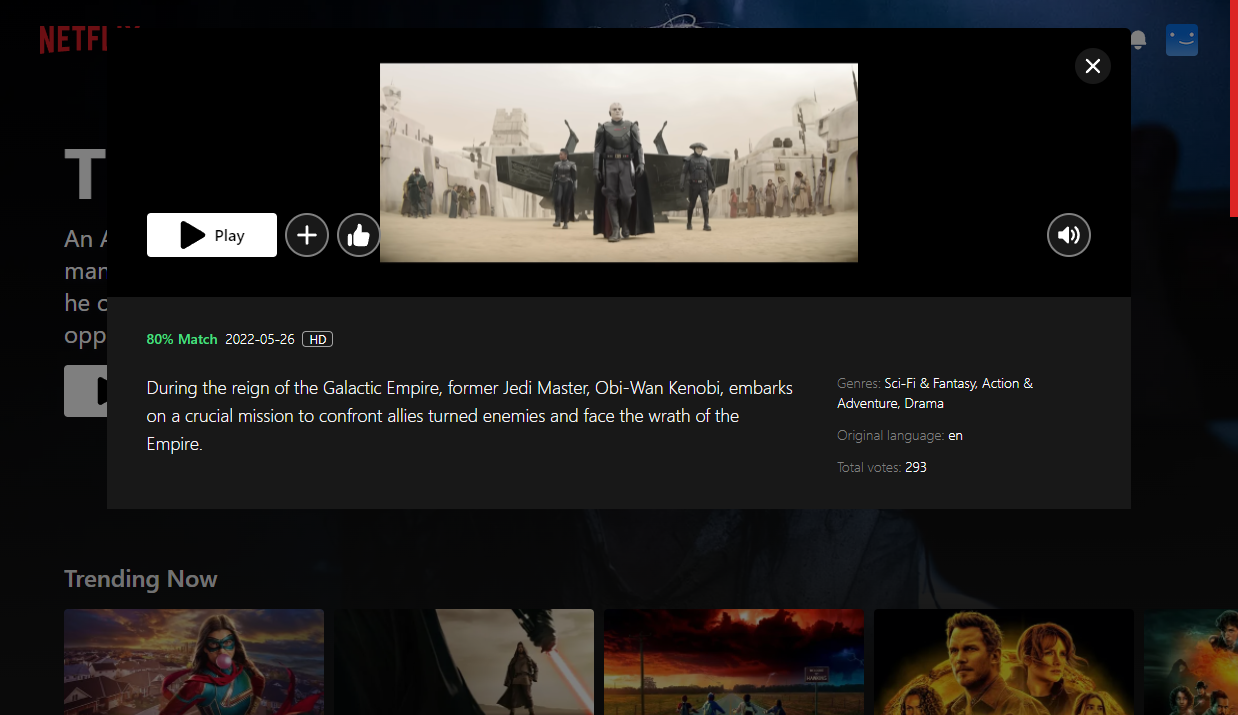 NETFL
T
An A
man
he c
opp
Play
80% Match 2022-05-26 HD
During the reign of the Galactic Empire, former Jedi Master, Obi-Wan Kenobi, embarks
on a crucial mission to confront allies turned enemies and face the wrath of the
Empire.
Genres: Sci-Fi & Fantasy, Action &
Adventure, Drama
Original language: en
Total votes: 293
Trending Now
HAWKINS